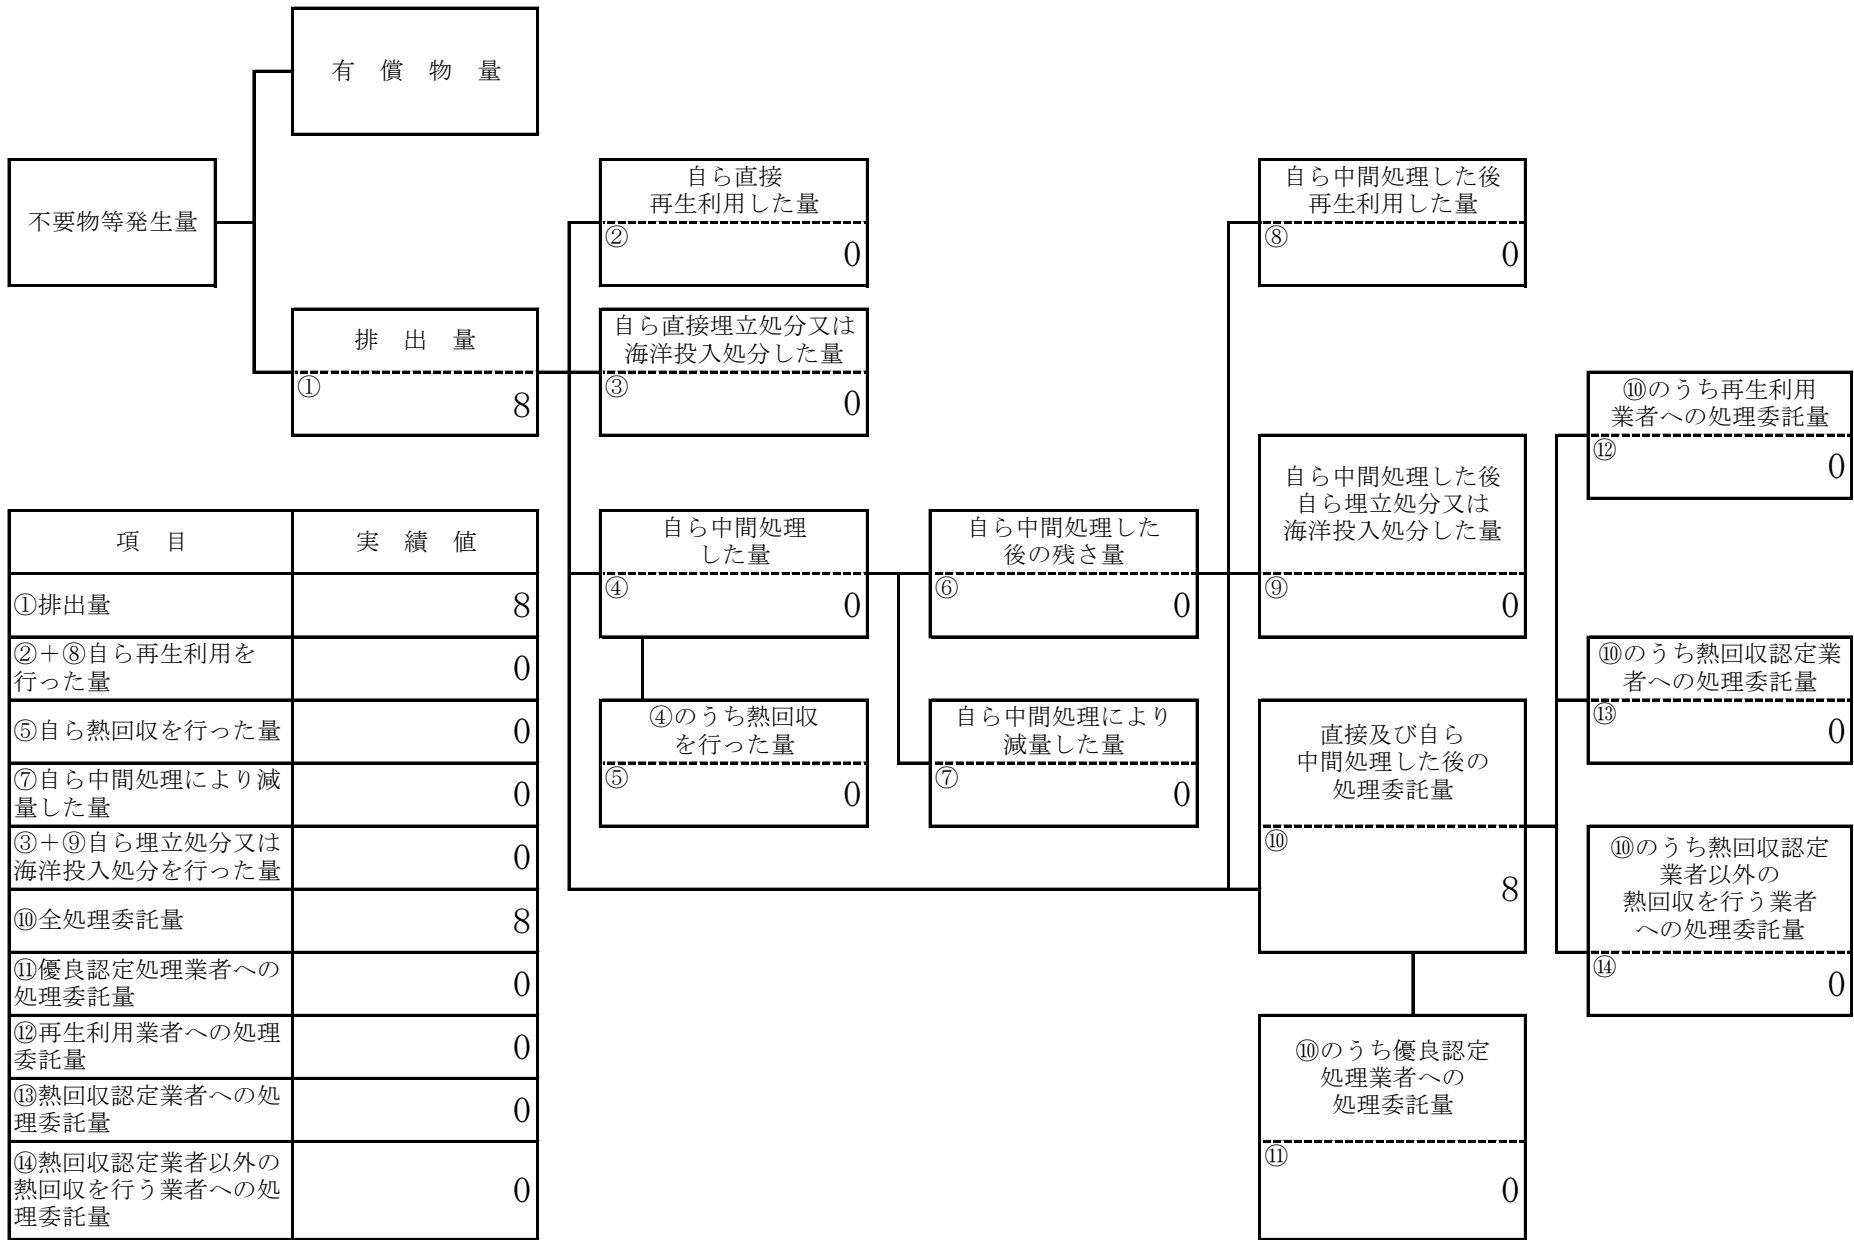 有　償　物　量
不要物等発生量
排　出　量
①
8
自ら直接
再生利用した量
②
0
自ら直接埋立処分又は
海洋投入処分した量
③
0
自ら中間処理
した量
④
0
④のうち熱回収
を行った量
⑤
0
自ら中間処理した
後の残さ量
⑥
0
自ら中間処理により
減量した量
⑦
0
自ら中間処理した後
再生利用した量
⑧
0
自ら中間処理した後
自ら埋立処分又は
海洋投入処分した量
⑨
0
直接及び自ら
中間処理した後の
処理委託量
⑩
8
⑩のうち優良認定
処理業者への
処理委託量
⑪
0
⑩のうち再生利用
業者への処理委託量
⑫
0
⑩のうち熱回収認定業
者への処理委託量
⑬
0
⑩のうち熱回収認定
業者以外の
熱回収を行う業者
への処理委託量
⑭
0
項　目
実　績　値
①排出量
8
②＋⑧自ら再生利用を
行った量
0
⑤自ら熱回収を行った量
0
⑦自ら中間処理により減
量した量
0
③＋⑨自ら埋立処分又は
海洋投入処分を行った量
0
⑩全処理委託量
8
⑪優良認定処理業者への
処理委託量
0
⑫再生利用業者への処理
委託量
0
⑬熱回収認定業者への処
理委託量
0
⑭熱回収認定業者以外の
熱回収を行う業者への処
理委託量
0